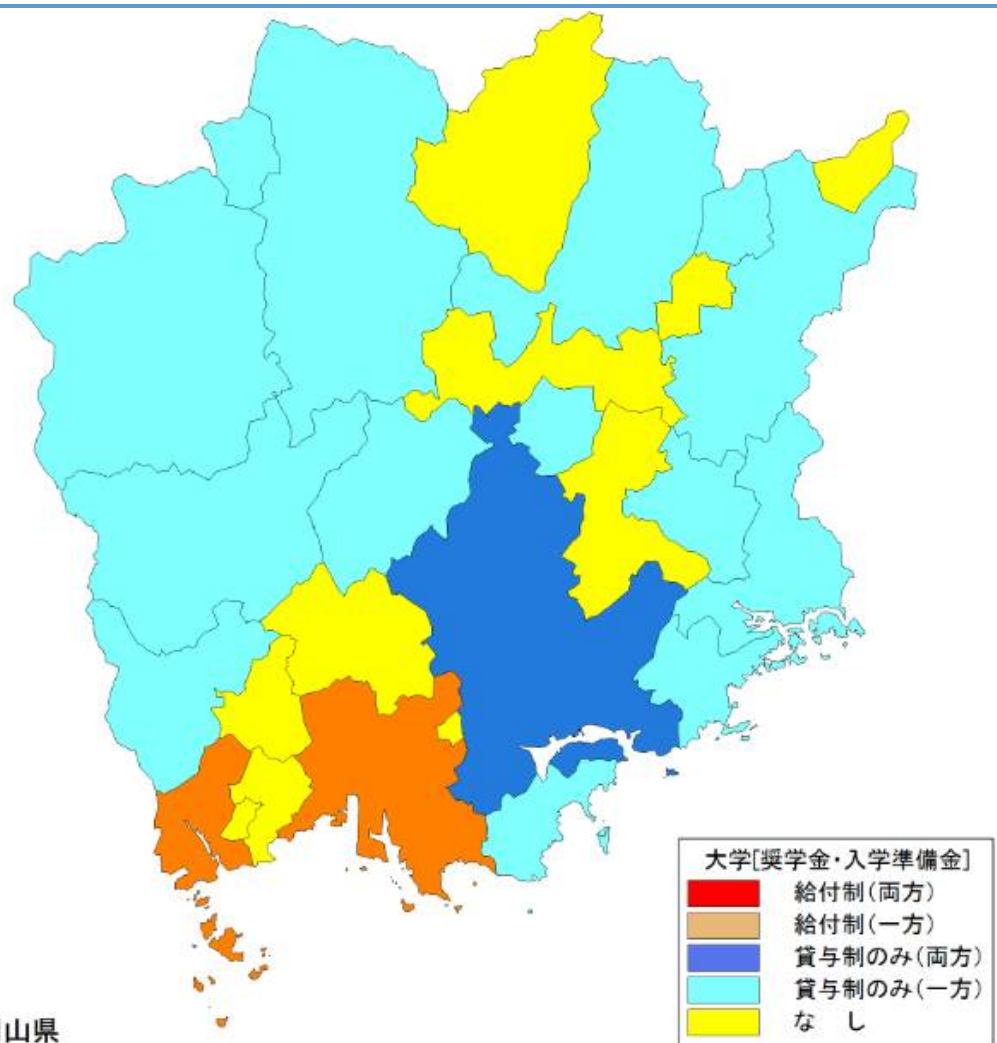 大学[奨学金・入学準備金]
給付制(両方)
給付制(一方)
貸与制のみ(両方)
貸与制のみ(一方)
な し
山県